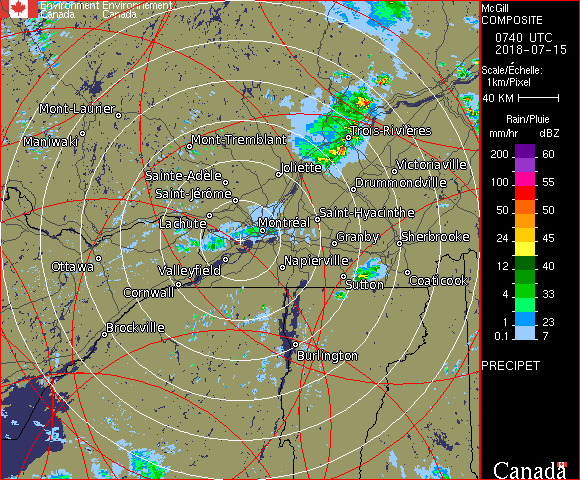 Environment Environnement
Canada Canada
McGill
COMPOSITE
0740 UTC
2018-07-15
Scale/Échelle:
1km/Pixel
40 KM
Rain/Pluie
mm/hr dBZ
200 60
100 55
50 50
24 45
12 40
4 33
1 23
0.1 7
PRECIPET
Canada
Mont-Laurier
Maniwaki
Mont-Tremblant
Trois-Rivières
Joliette
Victoriaville
Sainte-Adèle
Drummondville
Saint-Jérôme
Saint-Hyacinthe
Lachute
Montréal
Granby
Sherbrooke
Ottawa
Valleyfield
Napierville
Cornwall
Sutton
Coaticook
Brockville
Burlington